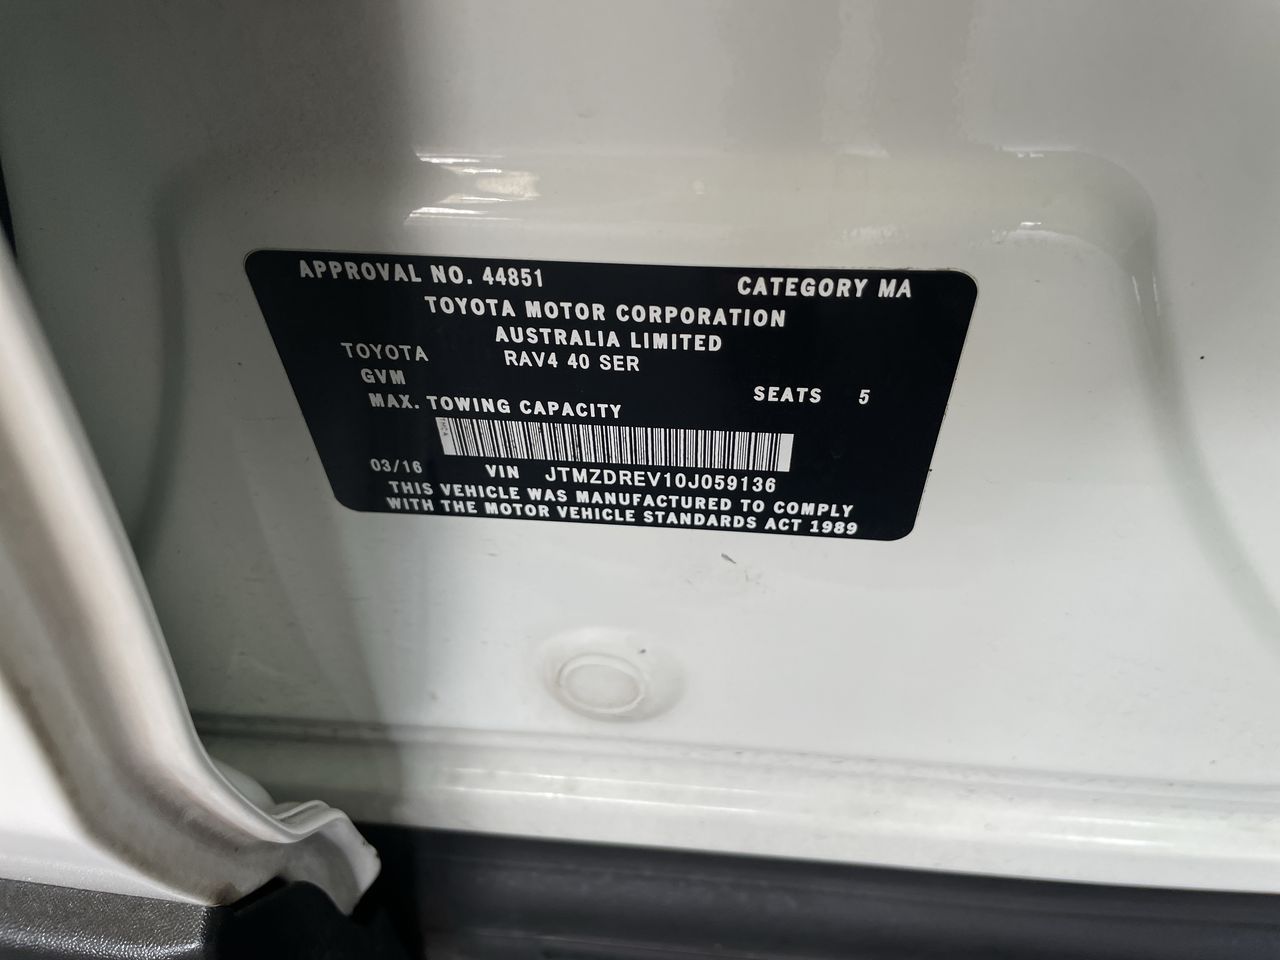 APPROVAL NO. 44851 CATEGORY MA
TOYOTA MOTOR CORPORATION
AUSTRALIA LIMITED
TOYOTA RAV4 40 SER
GVM SEATS 5
MAX. TOWING CAPACITY
03/16 VIN JTMZDREV10J059136
THIS VEHICLE WAS MANUFACTURED TO COMPLY
WITH THE MOTOR VEHICLE STANDARDS ACT 1989